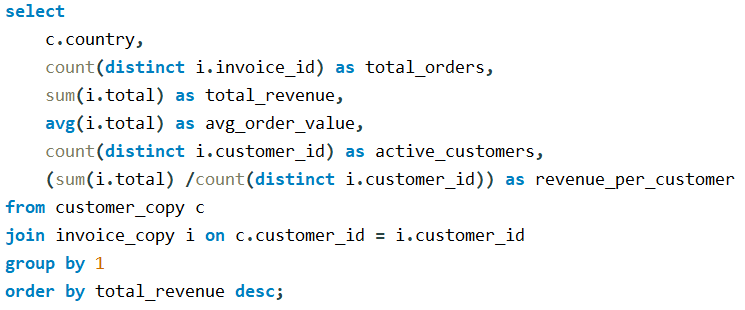 select
    c.country,
    count(distinct i.invoice_id) as total_orders,
    sum(i.total) as total_revenue,
    avg(i.total) as avg_order_value,
    count(distinct i.customer_id) as active_customers,
    (sum(i.total) /count(distinct i.customer_id)) as revenue_per_customer
from customer_copy c
join invoice_copy i on c.customer_id = i.customer_id
group by 1
order by total_revenue desc;